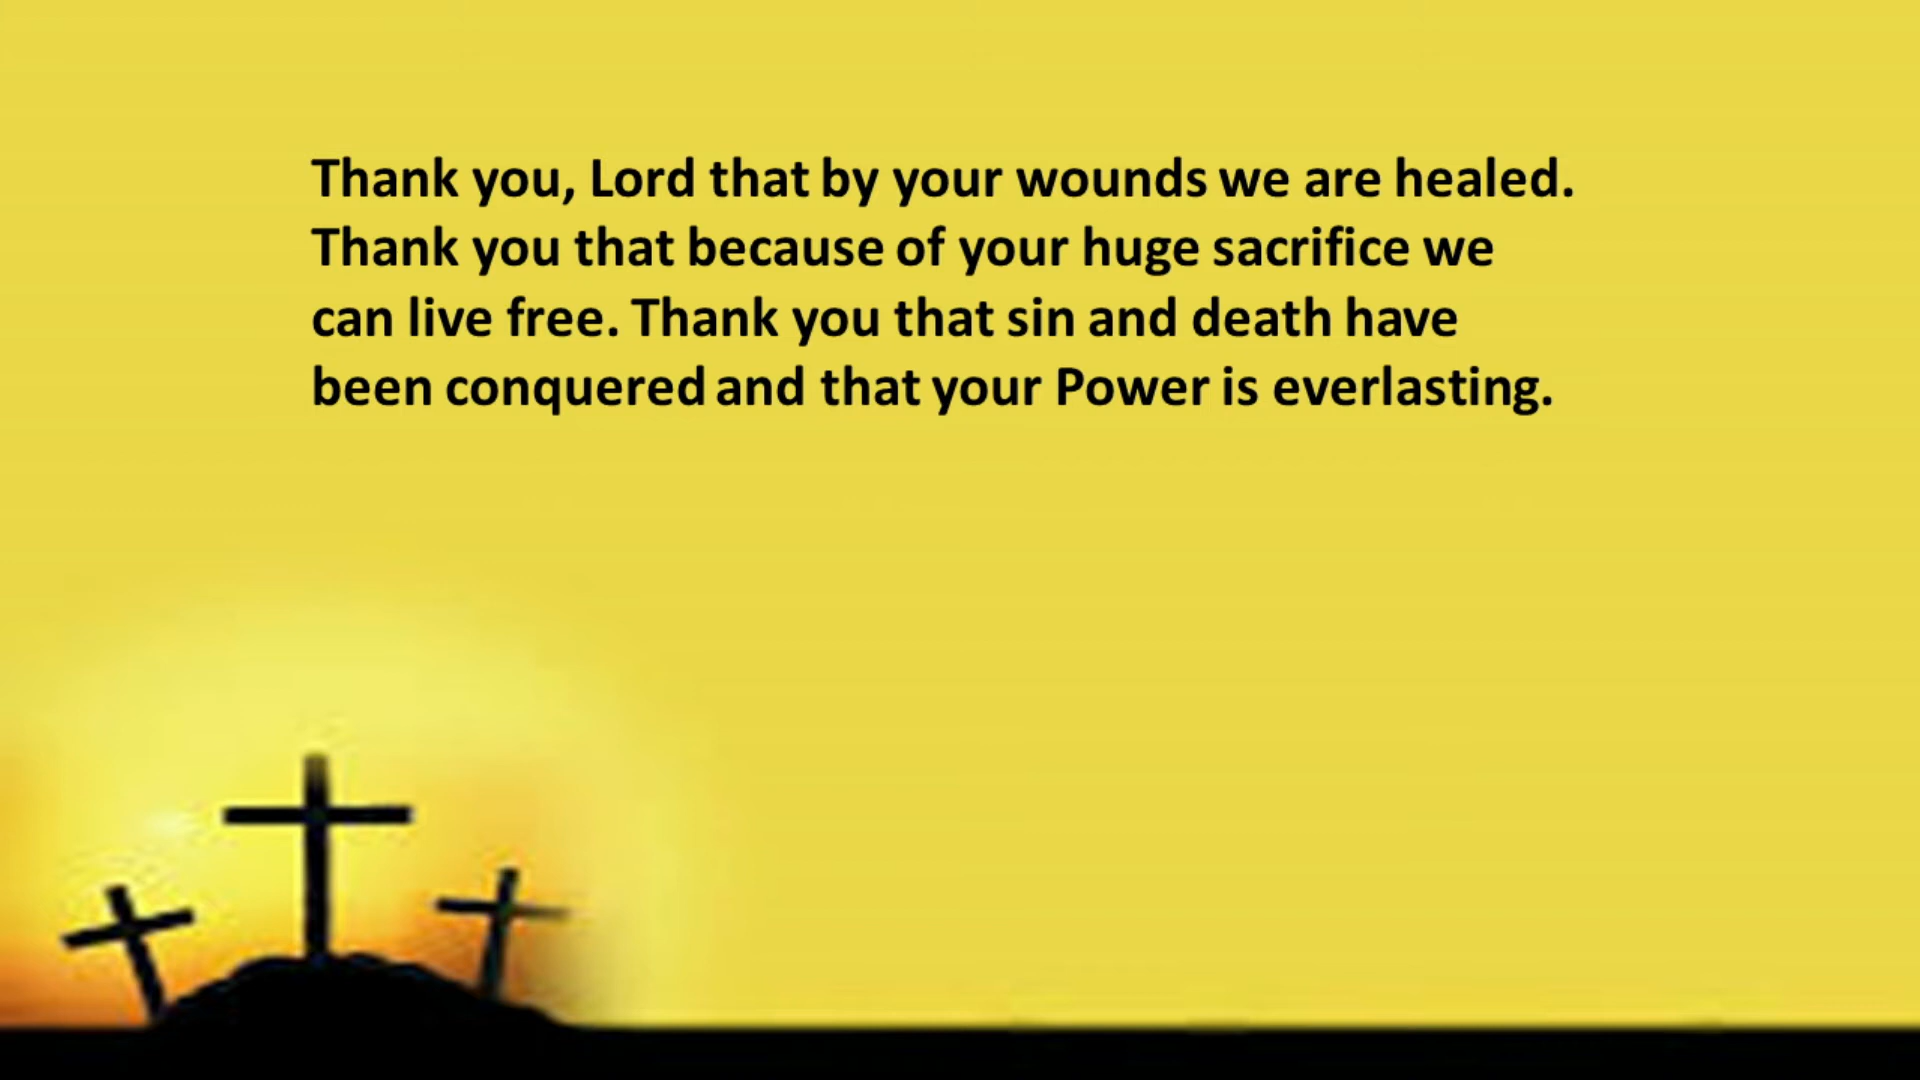 Thank you, Lord that by your wounds we are healed.
Thank you that because of your huge sacrifice we
can live free. Thank you that sin and death have
been conquered and that your Power is everlasting.